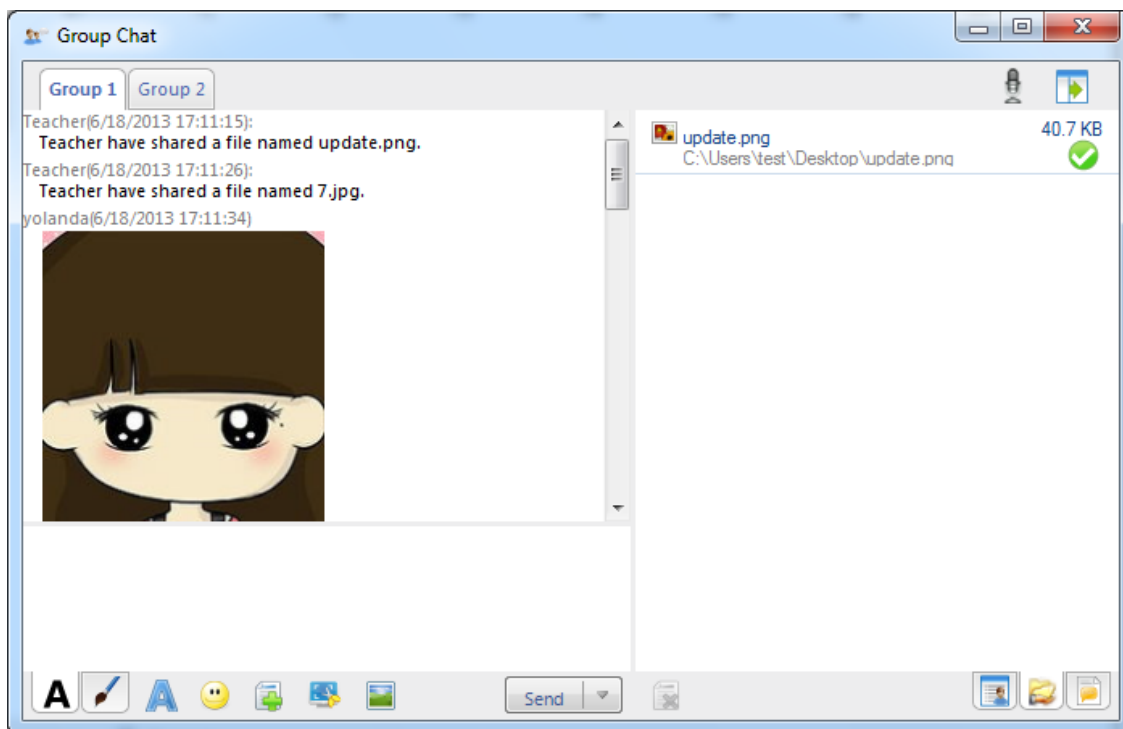 Group Chat
Group 1
Group 2
Teacher(6/18/2013 17:11:15):
Teacher have shared a file named update.png.
Teacher(6/18/2013 17:11:26):
Teacher have shared a file named 7.jpg.
yolanda(6/18/2013 17:11:34)
update.png
40.7 KB
C:\Users\test\Desktop\update.png
A
A
Send